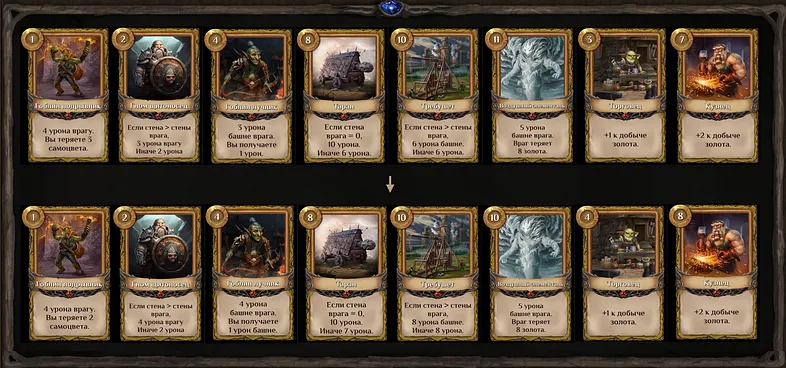 1
Гоблин подрывник
4 урона врагу.
Вы теряете 3
самоцвета.
2
Гном щитоносец
Если стена > стены
врага,
3 урона врагу
Иначе 2 урона
4
Гоблин лучник
3 урона
башне врага.
Вы получаете
1 урон.
8
Таран
Если стена
врага = 0,
10 урона.
Иначе 6 урона.
10
Требушет
Если стена > стены
врага,
6 урона башне.
Иначе 6 урона.
11
Воздушный элементаль
5 урона
башне врага.
Враг теряет
8 золота.
3
Торговец
+1 к добыче
золота.
7
Кузнец
+2 к добыче
золота.
1
Гоблин подрывник
4 урона врагу.
Вы теряете 2
самоцвета.
2
Гном щитоносец
Если стена > стены
врага,
4 урона врагу
Иначе 2 урона
4
Гоблин лучник
4 урона
башне врага.
Вы получаете
1 урон башне.
8
Таран
Если стена
врага = 0,
10 урона.
Иначе 7 урона.
10
Требушет
Если стена > стены
врага,
8 урона башне.
Иначе 8 урона.
10
Воздушный элементаль
5 урона
башне врага.
Враг теряет
8 золота.
4
Торговец
+1 к добыче
золота.
8
Кузнец
+2 к добыче
золота.